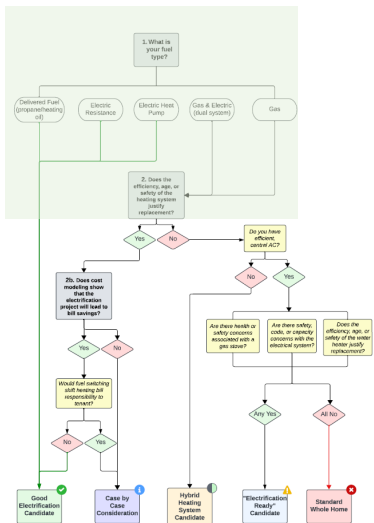 1. What is
your fuel
type?
Delivered Fuel
(propane/heating
oil)
Electric
Resistance
Electric Heat
Pump
Gas & Electric
(dual system)
Gas
2. Does the
efficiency, age, or
safety of the
heating system
justify
replacement?
Yes
No
Do you have
efficient,
central AC?
No
Yes
2b. Does cost
modeling show
that the
electrification
project will lead to
bill savings?
Yes
No
Are there health or
safety concerns
associated with a
gas stove?
Are there safety,
code, or capacity
concerns with the
electrical system?
Does the
efficiency, age, or
safety of the water
heater justify
replacement?
Would fuel switching
shift heating bill
responsibility to
tenant?
No
Yes
Any Yes
All No
Good
Electrification
Candidate
Case by
Case
Consideration
Hybrid
Heating
System
Candidate
"Electrification
Ready"
Candidate
Standard
Whole Home